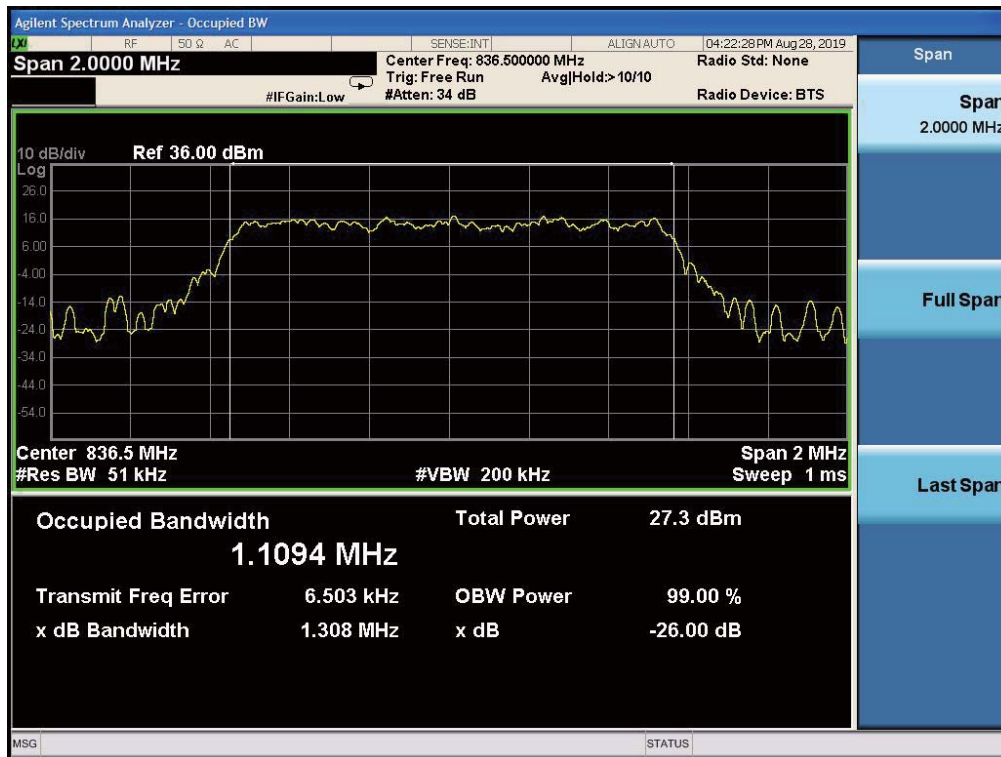 Agilent Spectrum Analyzer - Occupied BW
LXI RF 50 Ω AC SENSE:INT ALIGN AUTO 04:22:28 PM Aug 28, 2019
Span 2.0000 MHz Center Freq: 836.500000 MHz Radio Std: None
Trig: Free Run Avg|Hold:> 10/10
#IFGain:Low #Atten: 34 dB Radio Device: BTS
10 dB/div Ref 36.00 dBm
Log
26.0
16.0
6.00
-4.00
-14.0
-24.0
-34.0
-44.0
-54.0
Center 836.5 MHz Span 2 MHz
#Res BW 51 kHz #VBW 200 kHz Sweep 1 ms
Occupied Bandwidth Total Power 27.3 dBm
1.1094 MHz
Transmit Freq Error 6.503 kHz OBW Power 99.00 %
x dB Bandwidth 1.308 MHz x dB -26.00 dB
MSG STATUS
Span
Span
2.0000 MHz
Full Span
Last Span